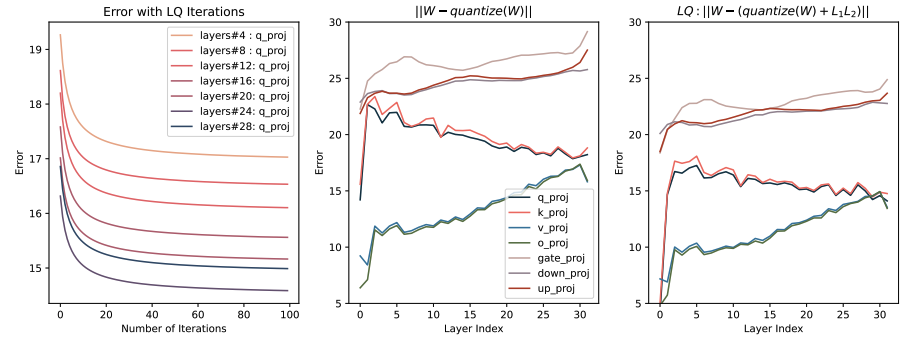 Error with LQ Iterations
Error
19
18
17
16
15
0
20
40
60
80
100
Number of Iterations
layers#4 : q_proj
layers#8 : q_proj
layers#12: q_proj
layers#16: q_proj
layers#20: q_proj
layers#24: q_proj
layers#28: q_proj
||W − quantize(W)||
Error
30
25
20
15
10
5
0
5
10
15
20
25
30
Layer Index
q_proj
k_proj
v_proj
o_proj
gate_proj
down_proj
up_proj
LQ : ||W − (quantize(W) + L₁L₂)||
Error
30
25
20
15
10
5
0
5
10
15
20
25
30
Layer Index